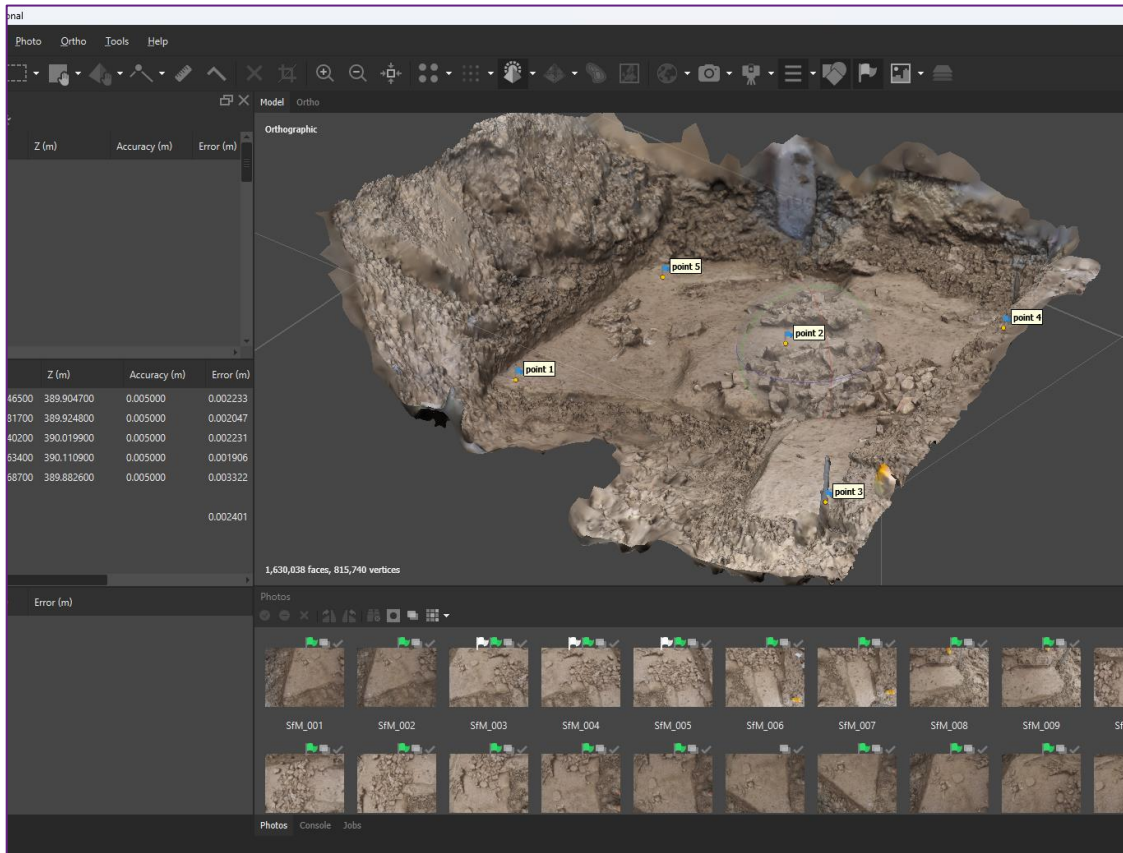 onal
Photo Ortho Tools Help
Model Ortho
Z (m) Accuracy (m) Error (m)
Orthographic
point 5
point 2
point 4
point 1
point 3
Z (m) Accuracy (m) Error (m)
46500 389.904700 0.005000 0.002233
81700 389.924800 0.005000 0.002047
40200 390.019900 0.005000 0.002231
63400 390.110900 0.005000 0.001906
68700 389.882600 0.005000 0.003322
0.002401
1,630,038 faces, 815,740 vertices
Error (m)
Photos
SfM_001 SfM_002 SfM_003 SfM_004 SfM_005 SfM_006 SfM_007 SfM_008 SfM_009 Sf
Photos Console Jobs